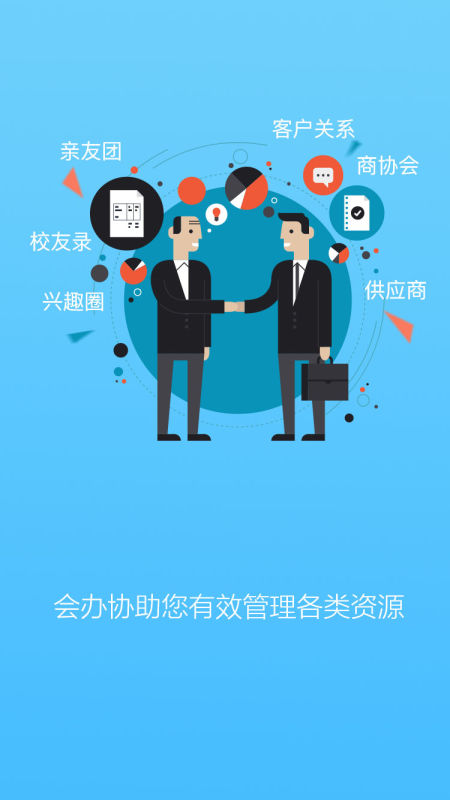 客户关系
亲友团
商协会
校友录
供应商
兴趣圈
会办协助您有效管理各类资源